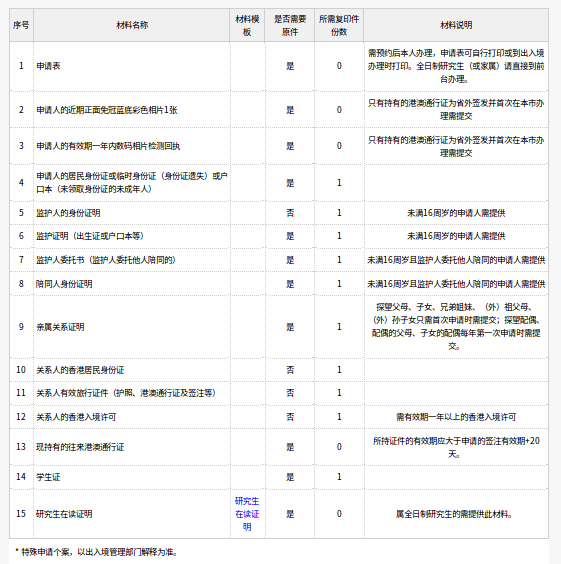 序号 材料名称 材料模板 是否需要原件 所需复印件份数 材料说明
1 申请表 是 0 需预约后本人办理，申请表可自行打印或到出入境办理时打印。全日制研究生（或家属）请直接到前台办理。
2 申请人的近期正面免冠蓝底彩色相片1张 是 0 只有持有的港澳通行证为省外签发并首次在本市办理需提交
3 申请人的有效期一年内数码相片检测回执 是 0 只有持有的港澳通行证为省外签发并首次在本市办理需提交
4 申请人的居民身份证或临时身份证（身份证遗失）或户口本（未领取身份证的未成年人） 是 1
5 监护人的身份证明 否 1 未满16周岁的申请人需提供
6 监护证明（出生证或户口本等） 是 1 未满16周岁的申请人需提供
7 监护人委托书（监护人委托他人陪同的） 是 1 未满16周岁且监护人委托他人陪同的申请人需提供
8 陪同人身份证明 是 1 未满16周岁且监护人委托他人陪同的申请人需提供
9 亲属关系证明 是 1 探望父母、子女、兄弟姐妹、（外）祖父母、（外）孙子女只需首次申请时需提交；探望配偶、配偶的父母、子女的配偶每年第一次申请时需提交。
10 关系人的香港居民身份证 否 1
11 关系人有效旅行证件（护照、港澳通行证及签注等） 否 1
12 关系人的香港入境许可 否 1 需有效期一年以上的香港入境许可
13 现持有的往来港澳通行证 是 0 所持证件的有效期应大于申请的签注有效期+20天。
14 学生证 是 1
15 研究生在读证明 研究生在读证明 是 0 属全日制研究生的需提供此材料。
* 特殊申请个案，以出入境管理部门解释为准。